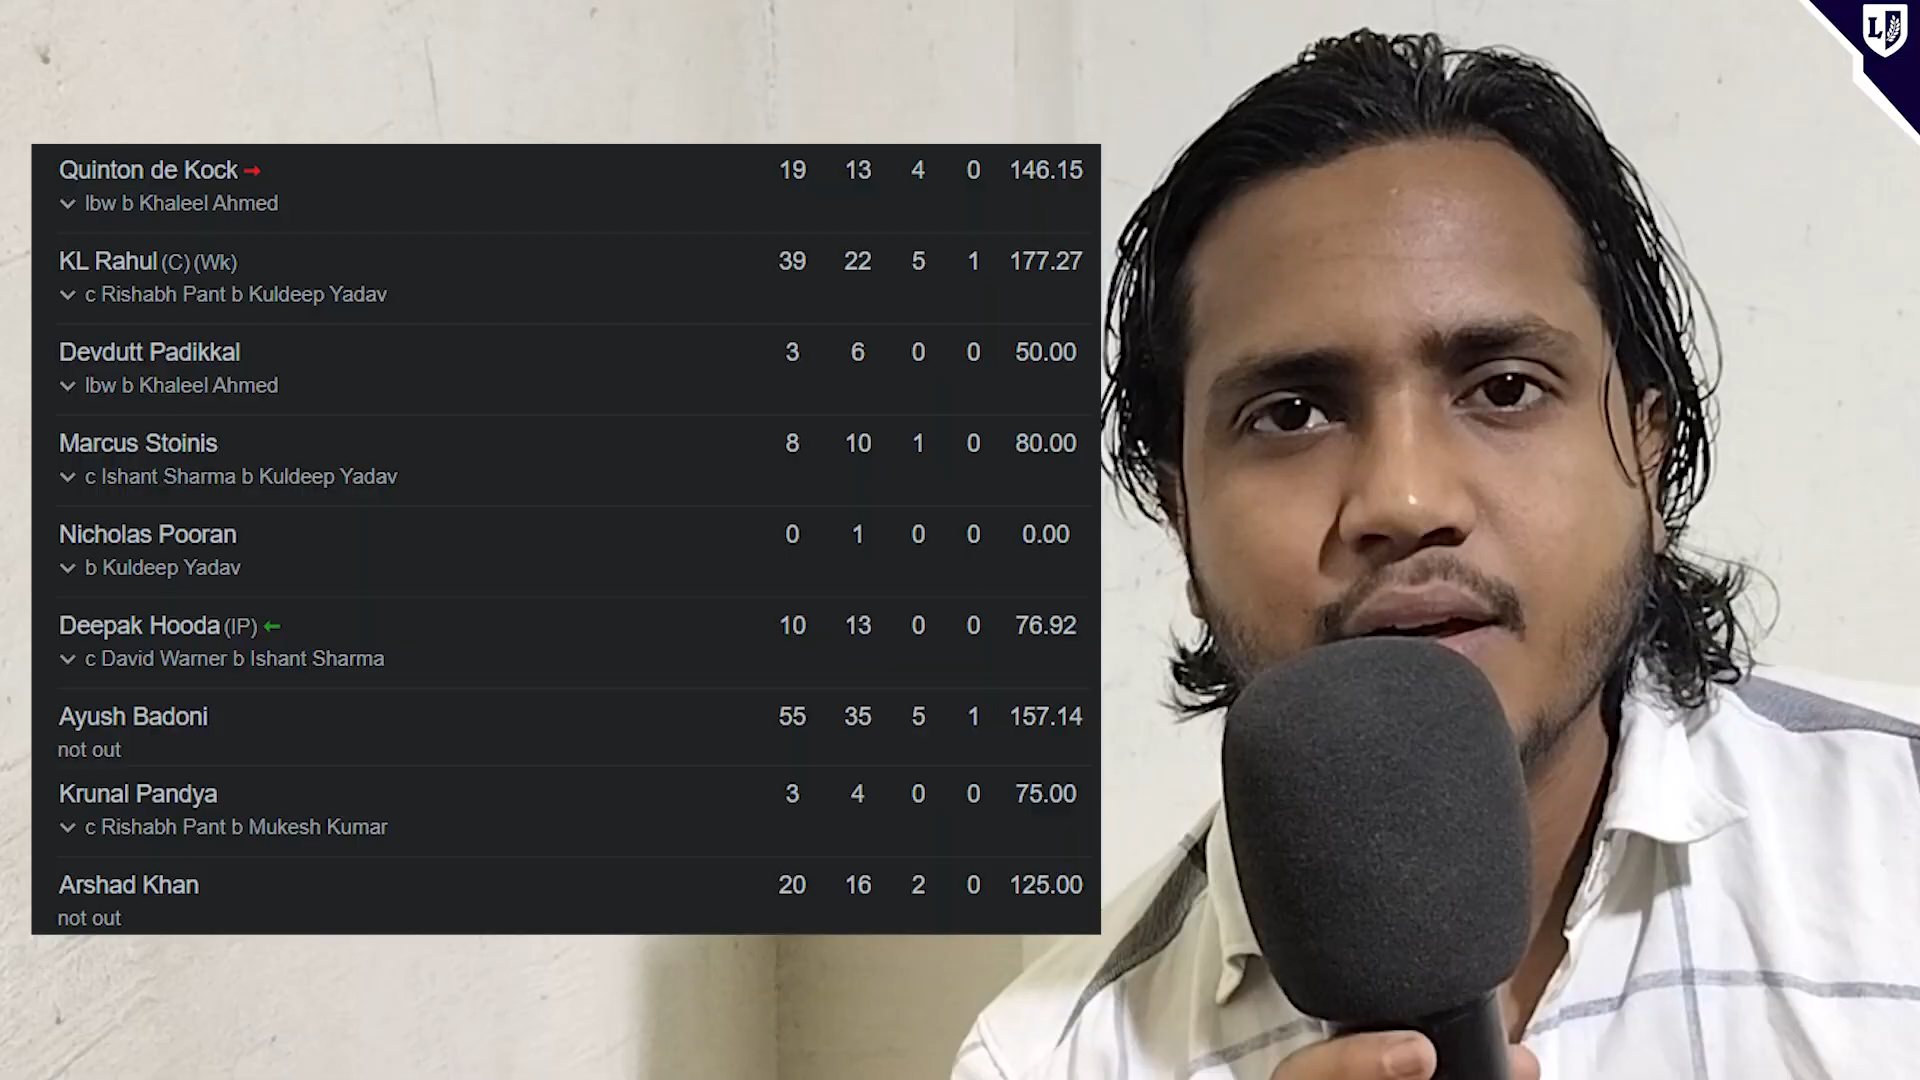 Quinton de Kock → 19 13 4 0 146.15
lbw b Khaleel Ahmed
KL Rahul (C) (Wk) 39 22 5 1 177.27
c Rishabh Pant b Kuldeep Yadav
Devdutt Padikkal 3 6 0 0 50.00
lbw b Khaleel Ahmed
Marcus Stoinis 8 10 1 0 80.00
c Ishant Sharma b Kuldeep Yadav
Nicholas Pooran 0 1 0 0 0.00
b Kuldeep Yadav
Deepak Hooda (IP) ← 10 13 0 0 76.92
c David Warner b Ishant Sharma
Ayush Badoni 55 35 5 1 157.14
not out
Krunal Pandya 3 4 0 0 75.00
c Rishabh Pant b Mukesh Kumar
Arshad Khan 20 16 2 0 125.00
not out
L